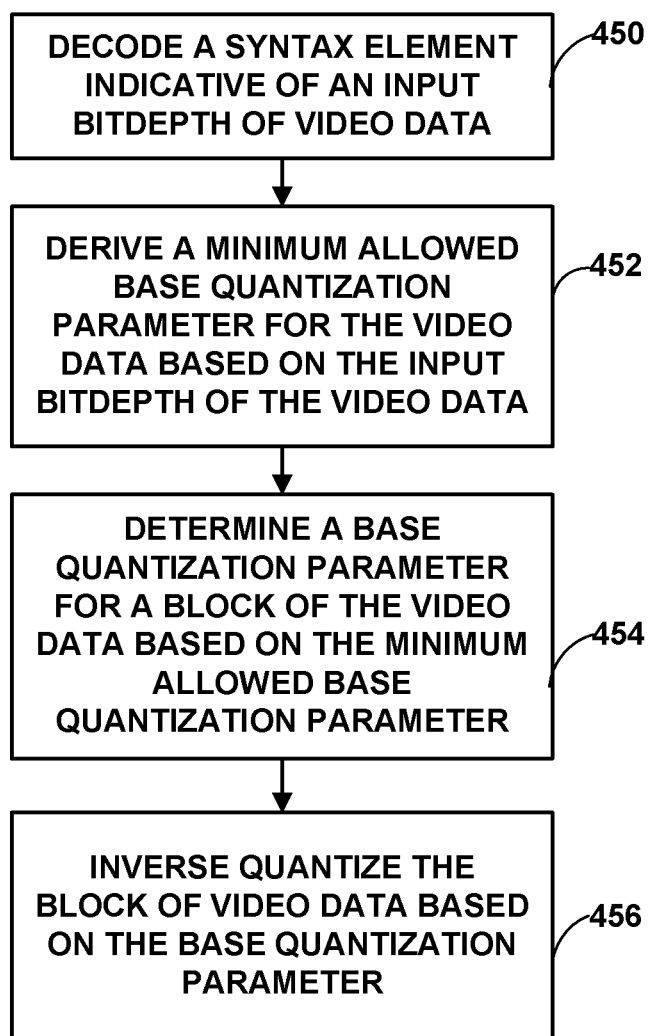 DECODE A SYNTAX ELEMENT
INDICATIVE OF AN INPUT
BITDEPTH OF VIDEO DATA
450
DERIVE A MINIMUM ALLOWED
BASE QUANTIZATION
PARAMETER FOR THE VIDEO
DATA BASED ON THE INPUT
BITDEPTH OF THE VIDEO DATA
452
DETERMINE A BASE
QUANTIZATION PARAMETER
FOR A BLOCK OF THE VIDEO
DATA BASED ON THE MINIMUM
ALLOWED BASE
QUANTIZATION PARAMETER
454
INVERSE QUANTIZE THE
BLOCK OF VIDEO DATA BASED
ON THE BASE QUANTIZATION
PARAMETER
456